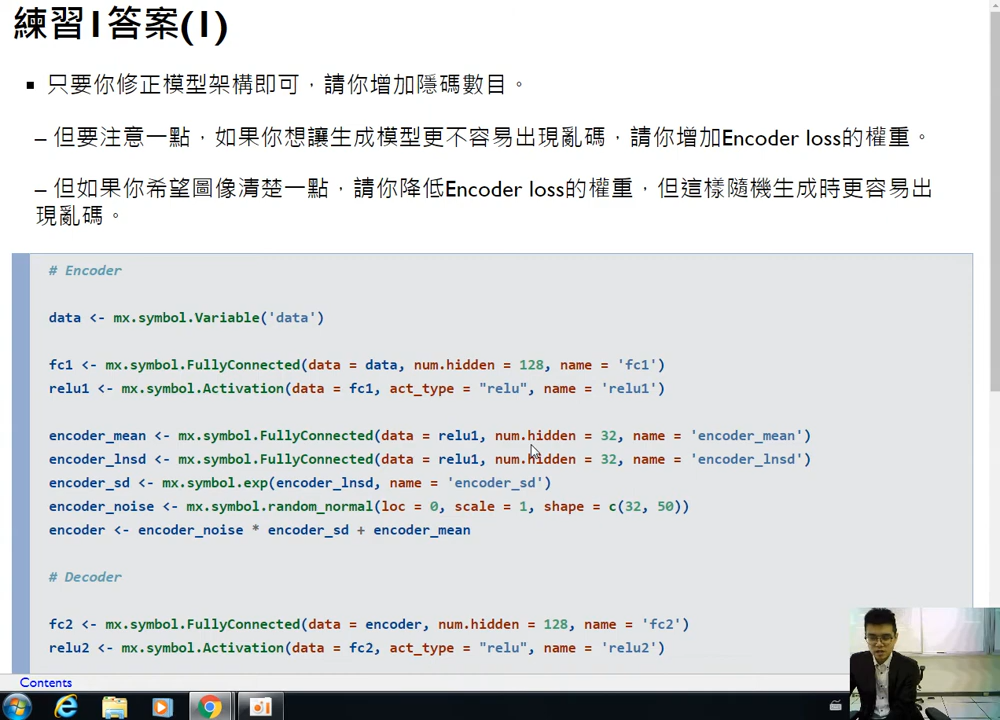 練習1答案(1)
▪ 只要你修正模型架構即可，請你增加隱碼數目。
– 但要注意一點，如果你想讓生成模型更不容易出現亂碼，請你增加Encoder loss的權重。
– 但如果你希望圖像清楚一點，請你降低Encoder loss的權重，但這樣隨機生成時更容易出
現亂碼。
# Encoder
data <- mx.symbol.Variable('data')
fc1 <- mx.symbol.FullyConnected(data = data, num.hidden = 128, name = 'fc1')
relu1 <- mx.symbol.Activation(data = fc1, act_type = "relu", name = 'relu1')
encoder_mean <- mx.symbol.FullyConnected(data = relu1, num.hidden = 32, name = 'encoder_mean')
encoder_lnsd <- mx.symbol.FullyConnected(data = relu1, num.hidden = 32, name = 'encoder_lnsd')
encoder_sd <- mx.symbol.exp(encoder_lnsd, name = 'encoder_sd')
encoder_noise <- mx.symbol.random_normal(loc = 0, scale = 1, shape = c(32, 50))
encoder <- encoder_noise * encoder_sd + encoder_mean
# Decoder
fc2 <- mx.symbol.FullyConnected(data = encoder, num.hidden = 128, name = 'fc2')
relu2 <- mx.symbol.Activation(data = fc2, act_type = "relu", name = 'relu2')
Contents